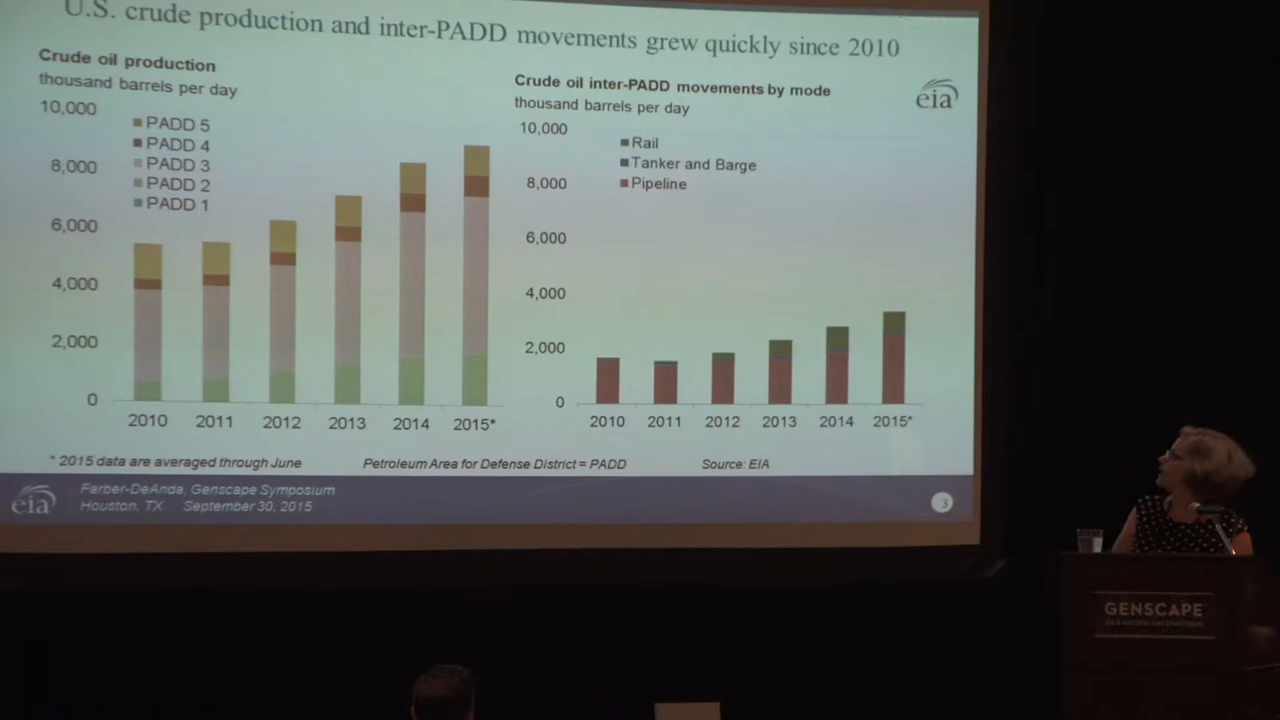 U.S. crude production and inter-PADD movements grew quickly since 2010
Crude oil production
thousand barrels per day
10,000
8,000
6,000
4,000
2,000
0
PADD 5
PADD 4
PADD 3
PADD 2
PADD 1
2010 2011 2012 2013 2014 2015*
Crude oil inter-PADD movements by mode
thousand barrels per day
eia
10,000
8,000
6,000
4,000
2,000
0
Rail
Tanker and Barge
Pipeline
2010 2011 2012 2013 2014 2015*
* 2015 data are averaged through June
Petroleum Area for Defense District = PADD
Source: EIA
eia
Farber-DeAnda, Genscape Symposium
Houston, TX September 30, 2015
3
GENSCAPE